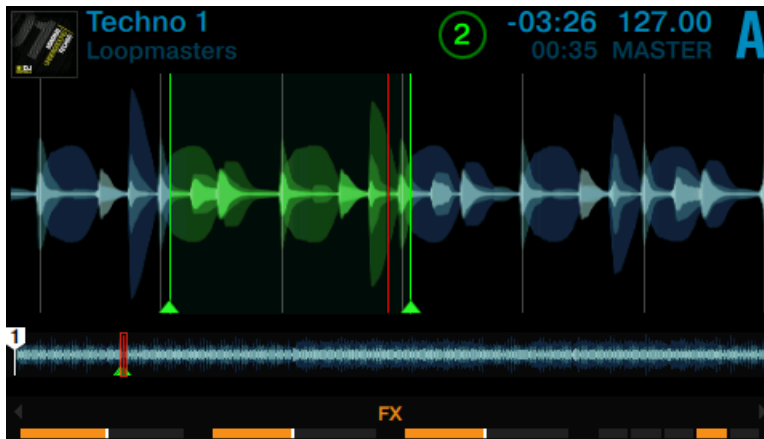 Techno 1
Loopmasters
2
-03:26 127.00
00:35 MASTER
A
1
FX